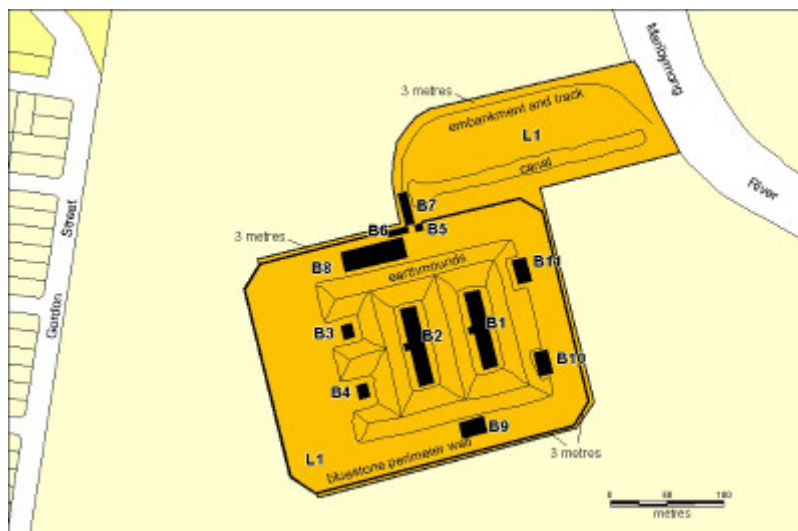 Maribyrnong
River
3 metres
embankment and track
L1
canal
Gordon
Street
B7
B6
B5
3 metres
B8
earthmounds
B11
B3
B2
B1
B4
B10
B9
L1
bluestone perimeter wall
3 metres
0 50 100
metres